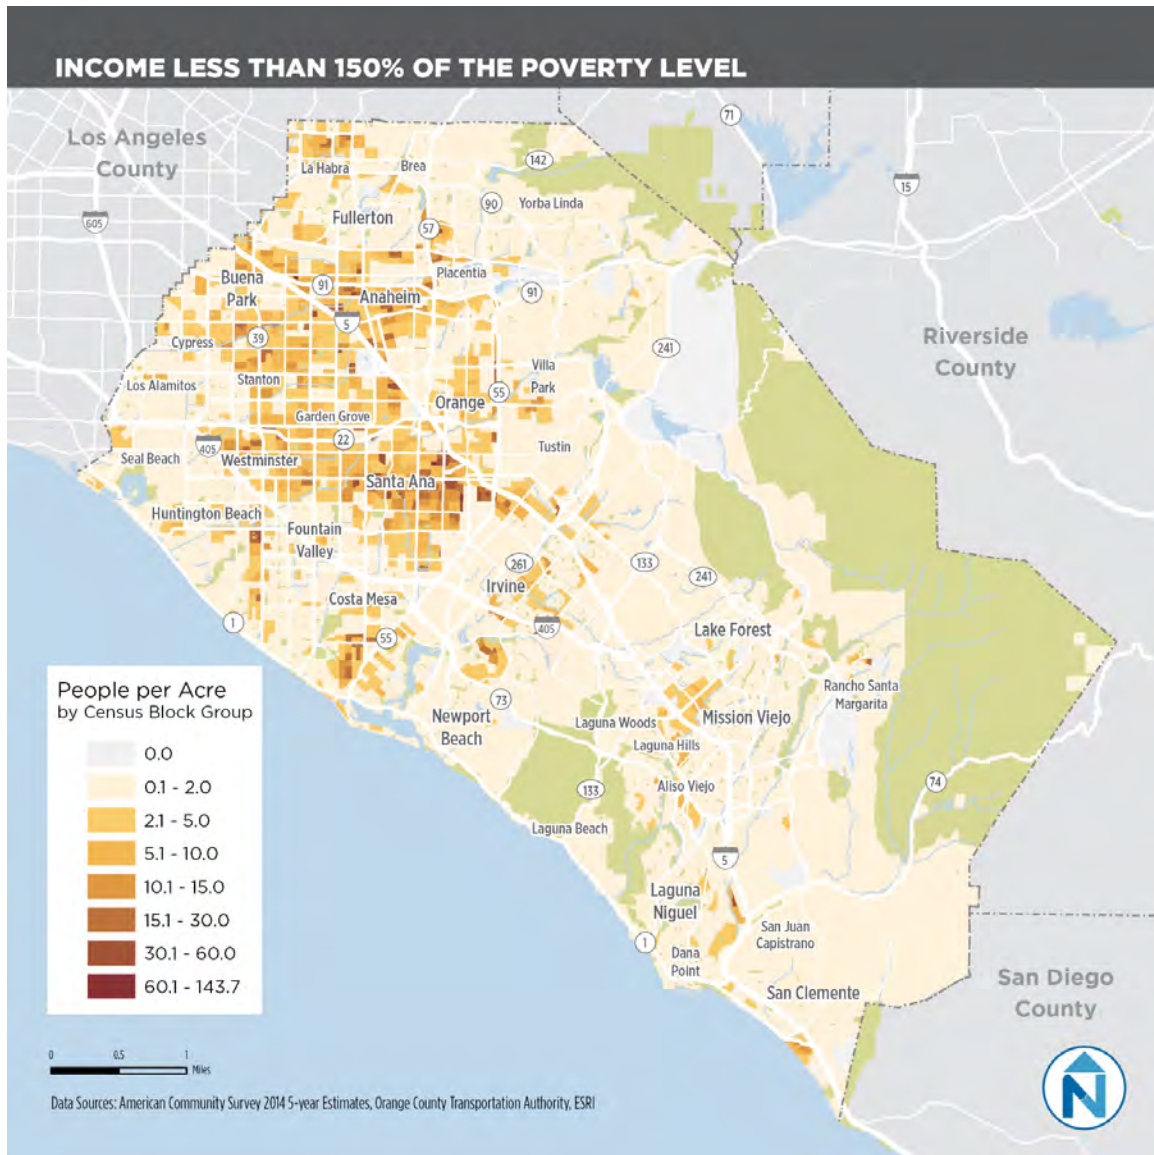 INCOME LESS THAN 150% OF THE POVERTY LEVEL
Los Angeles
County
71
La Habra
Brea
142
15
605
90
Yorba Linda
Fullerton
57
Placentia
Buena
Park
91
Anaheim
91
5
39
Cypress
241
Riverside
County
Los Alamitos
Stanton
Villa
Park
55
Orange
Garden Grove
22
405
Tustin
Seal Beach
Westminster
Santa Ana
Huntington Beach
Fountain
Valley
261
133
241
Irvine
Costa Mesa
1
55
405
Lake Forest
Rancho Santa
Margarita
73
Newport
Beach
Laguna Woods
Mission Viejo
Laguna Hills
133
Aliso Viejo
74
Laguna Beach
5
Laguna
Niguel
San Juan
Capistrano
1
Dana
Point
San Clemente
San Diego
County
People per Acre
by Census Block Group
0.0
0.1 - 2.0
2.1 - 5.0
5.1 - 10.0
10.1 - 15.0
15.1 - 30.0
30.1 - 60.0
60.1 - 143.7
0 0.5 1
Miles
Data Sources: American Community Survey 2014 5-year Estimates, Orange County Transportation Authority, ESRI
N